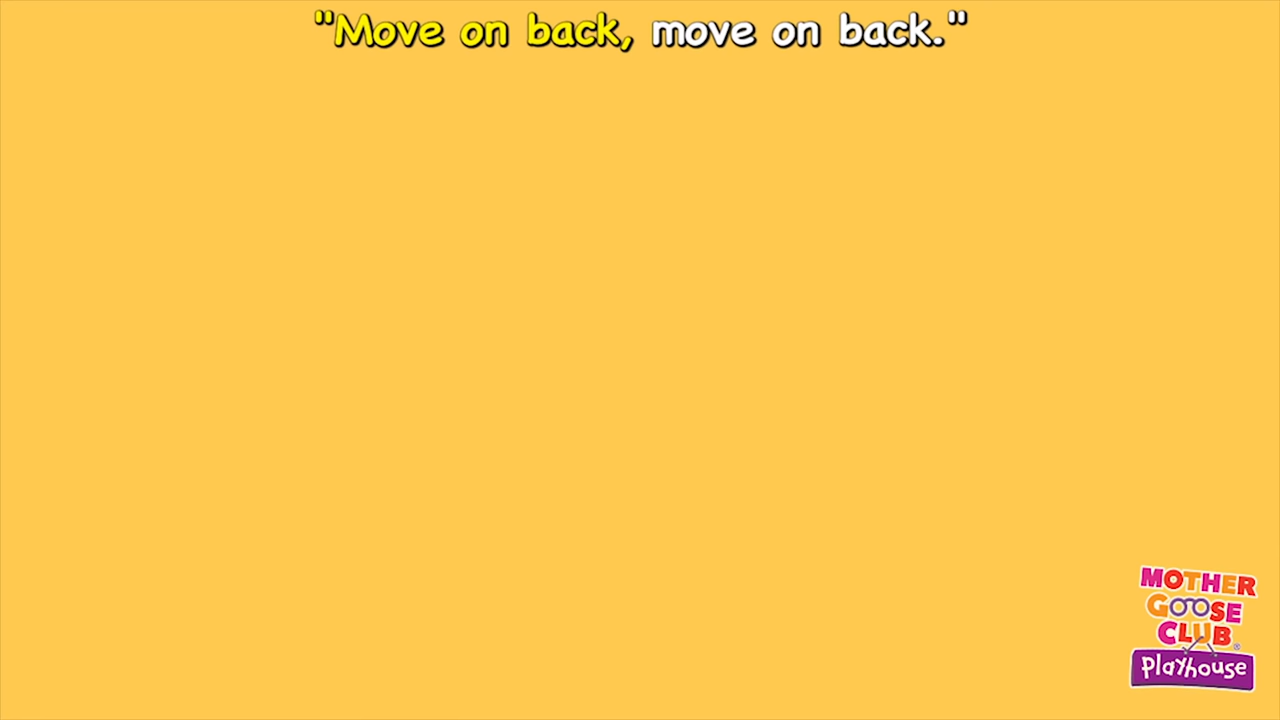 "Move on back, move on back."
MOTHER
GOOSE
CLUB®
Playhouse